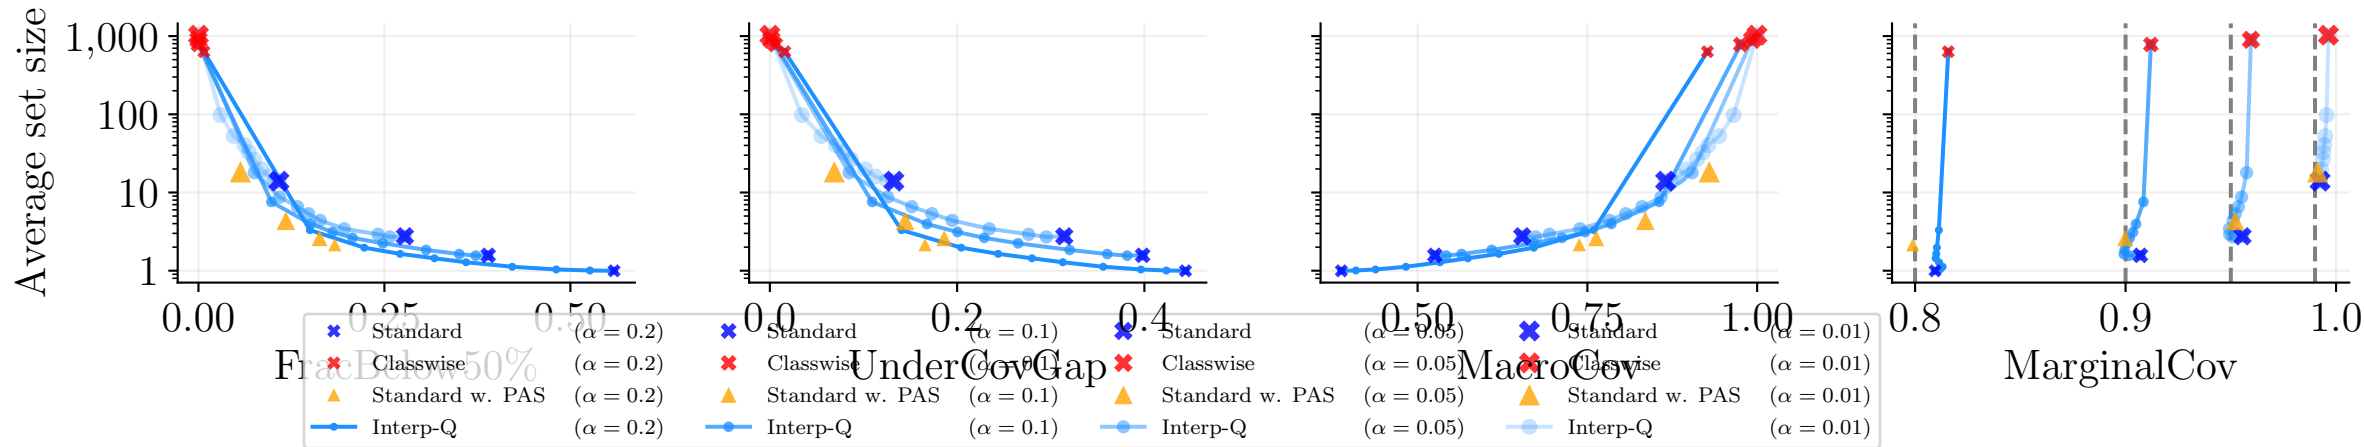 Average set size
1,000
100
10
1
0.00 0.25 0.50
0.0 0.2 0.4
0.50 0.75 1.00
0.8 0.9 1.0
FracBelow50%
UnderCovGap
MacroCov
MarginalCov
Standard (α = 0.2) Standard (α = 0.1) Standard (α = 0.05) Standard (α = 0.01)
Classwise (α = 0.2) Classwise (α = 0.1) Classwise (α = 0.05) Classwise (α = 0.01)
Standard w. PAS (α = 0.2) Standard w. PAS (α = 0.1) Standard w. PAS (α = 0.05) Standard w. PAS (α = 0.01)
Interp-Q (α = 0.2) Interp-Q (α = 0.1) Interp-Q (α = 0.05) Interp-Q (α = 0.01)